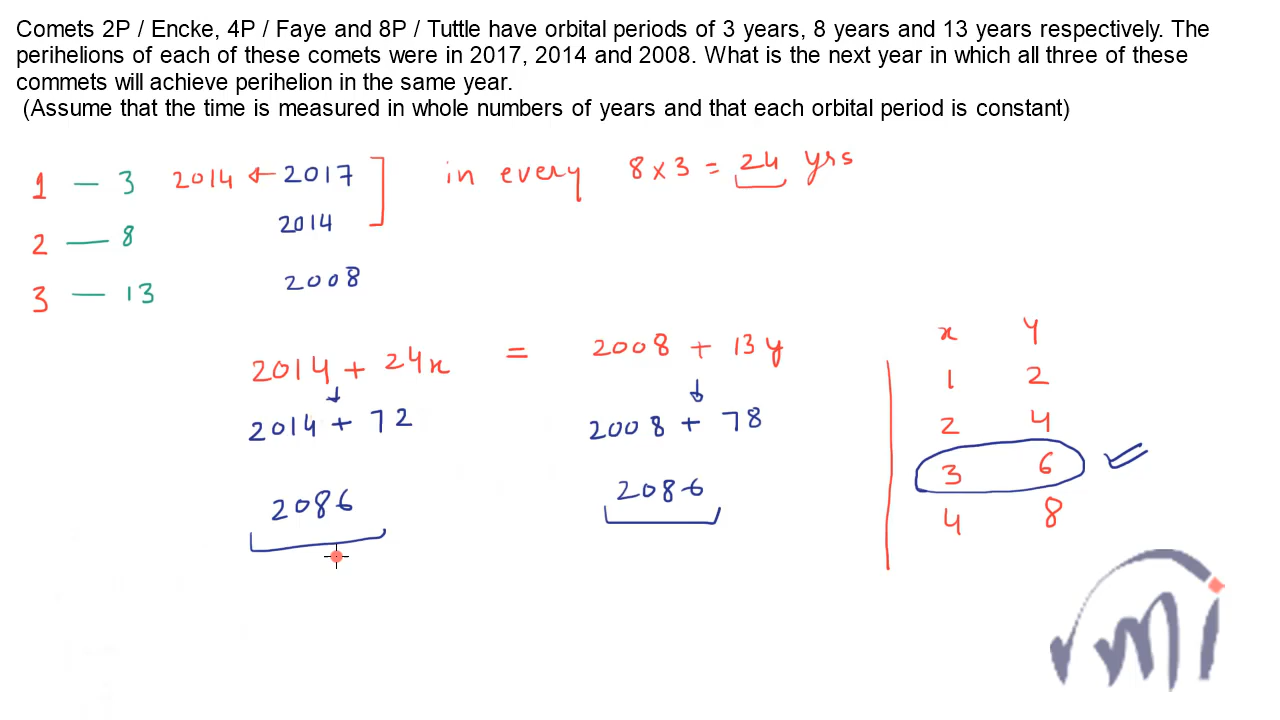 Comets 2P / Encke, 4P / Faye and 8P / Tuttle have orbital periods of 3 years, 8 years and 13 years respectively. The
perihelions of each of these comets were in 2017, 2014 and 2008. What is the next year in which all three of these
commets will achieve perihelion in the same year.
(Assume that the time is measured in whole numbers of years and that each orbital period is constant)
1 — 3 2014 ← 2017 ] in every 8 x 3 = 24 yrs
2 — 8 2014
3 — 13 2008
x y
2014 + 24x = 2008 + 13y
1 2
2014 + 72 2008 + 78
2 4
3 6
2086 2086
4 8
rmi